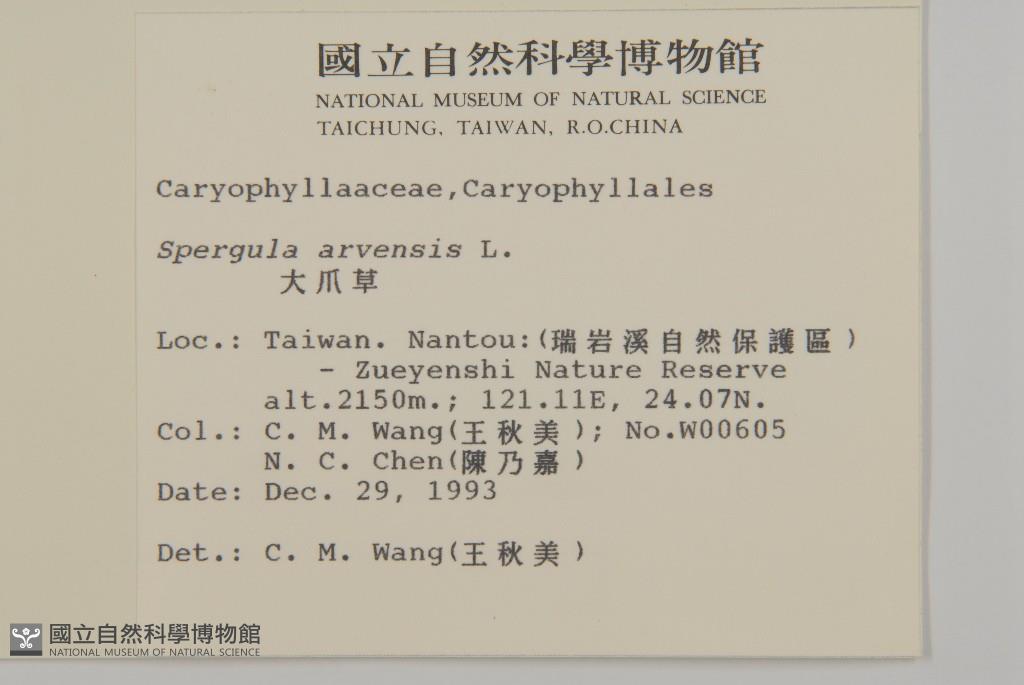 國立自然科學博物館
NATIONAL MUSEUM OF NATURAL SCIENCE
TAICHUNG, TAIWAN, R.O.CHINA
Caryophyllaaceae,Caryophyllales
Spergula arvensis L.
大爪草
Loc.: Taiwan. Nantou:(瑞岩溪自然保護區)
- Zueyenshi Nature Reserve
alt.2150m.; 121.11E, 24.07N.
Col.: C. M. Wang(王秋美); No.W00605
N. C. Chen(陳乃嘉)
Date: Dec. 29, 1993
Det.: C. M. Wang(王秋美)
國立自然科學博物館
NATIONAL MUSEUM OF NATURAL SCIENCE